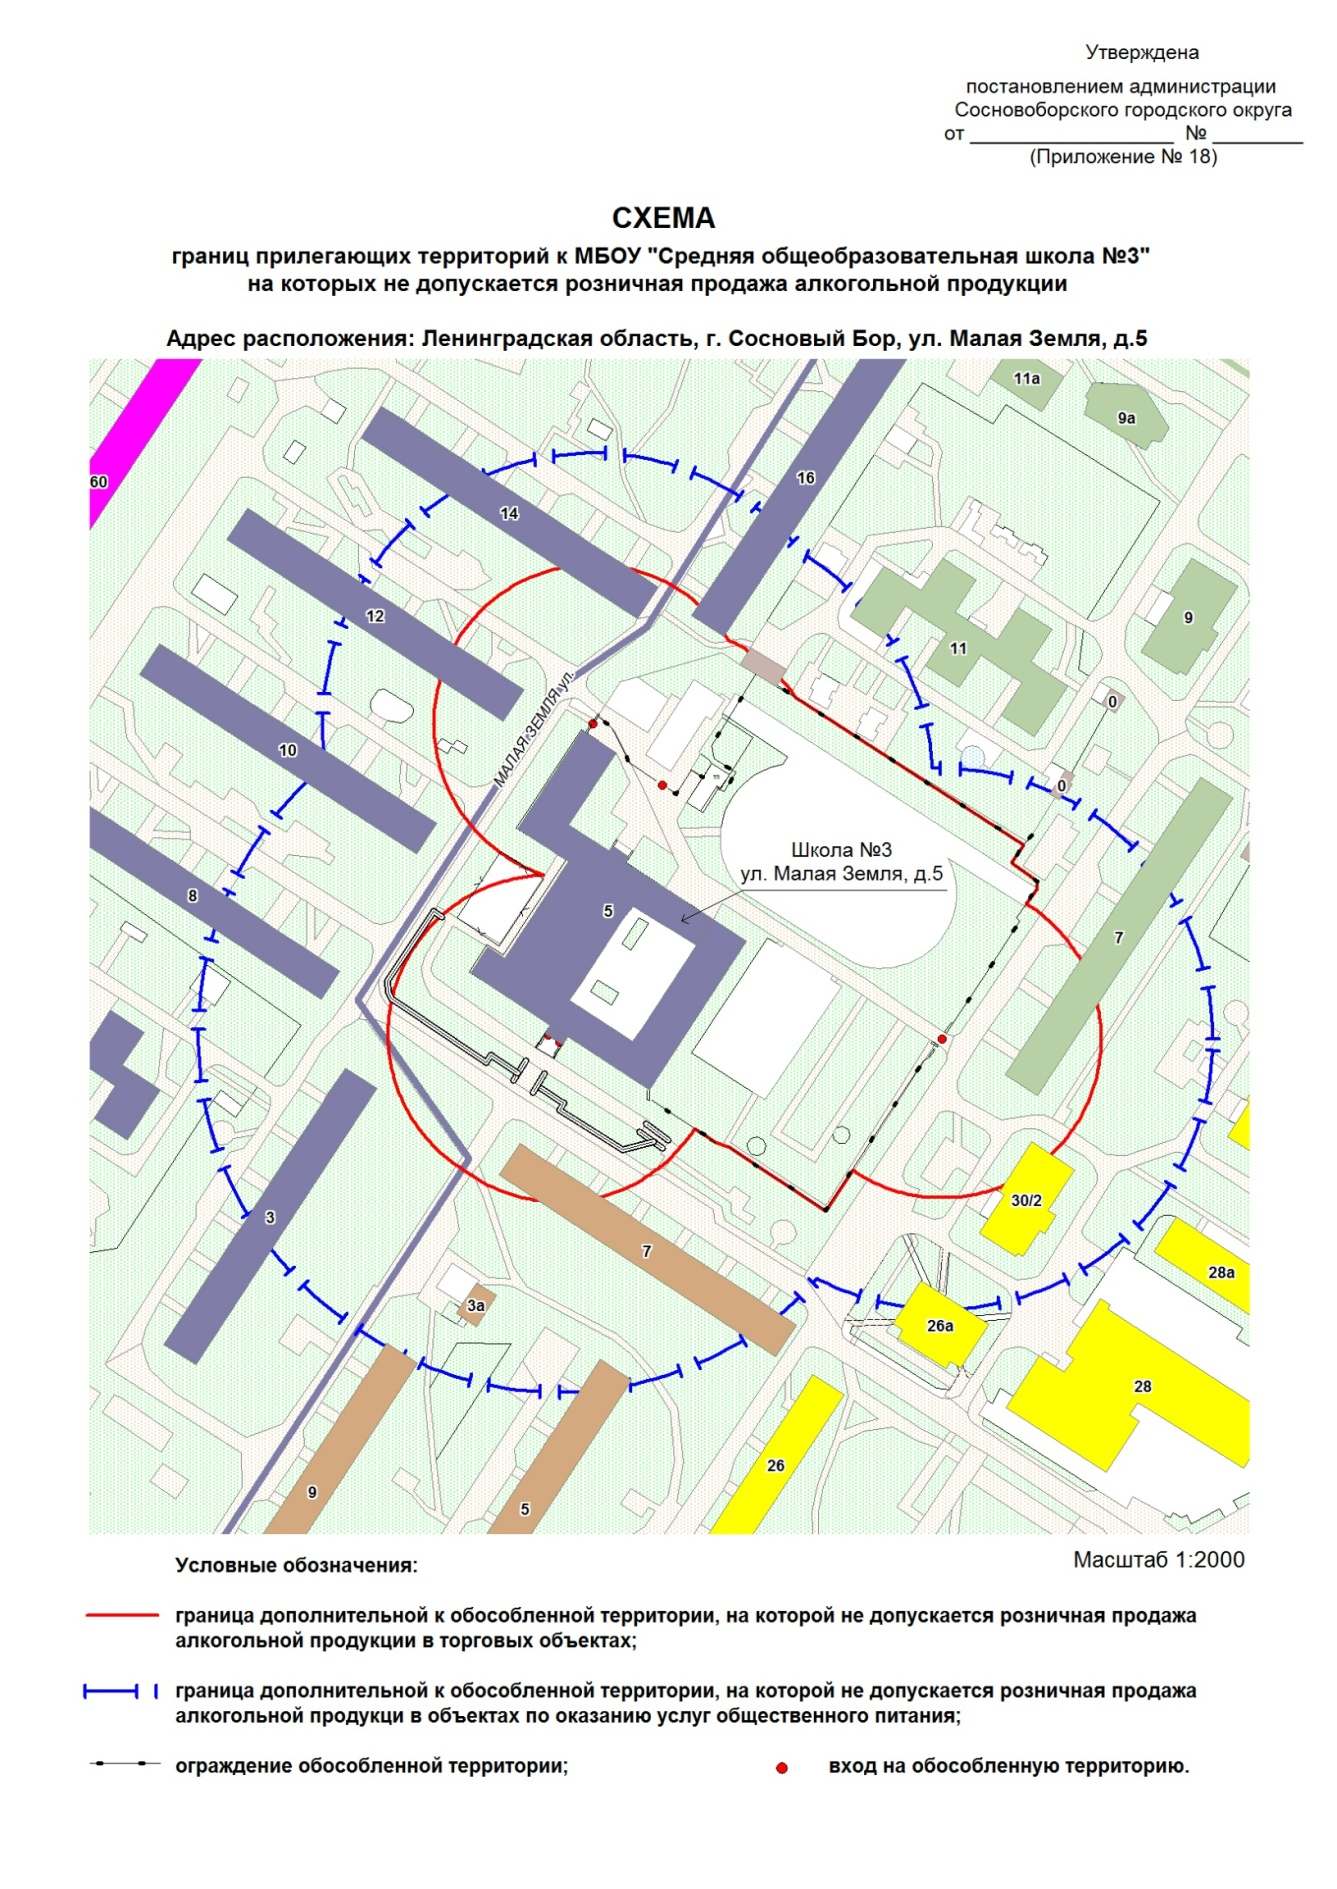 Утверждена
постановлением администрации
Сосновоборского городского округа
от ___________________ № ________
(Приложение № 18)
СХЕМА
границ прилегающих территорий к МБОУ "Средняя общеобразовательная школа №3"
на которых не допускается розничная продажа алкогольной продукции
Адрес расположения: Ленинградская область, г. Сосновый Бор, ул. Малая Земля, д.5
11а
9а
60
16
14
12
9
11
0
МАЛАЯ ЗЕМЛЯ ул.
10
0
Школа №3
ул. Малая Земля, д.5
8
5
7
30/2
3
7
28а
3а
26а
28
26
9
5
Условные обозначения:
Масштаб 1:2000
граница дополнительной к обособленной территории, на которой не допускается розничная продажа
алкогольной продукции в торговых объектах;
граница дополнительной к обособленной территории, на которой не допускается розничная продажа
алкогольной продукци в объектах по оказанию услуг общественного питания;
ограждение обособленной территории;
вход на обособленную территорию.